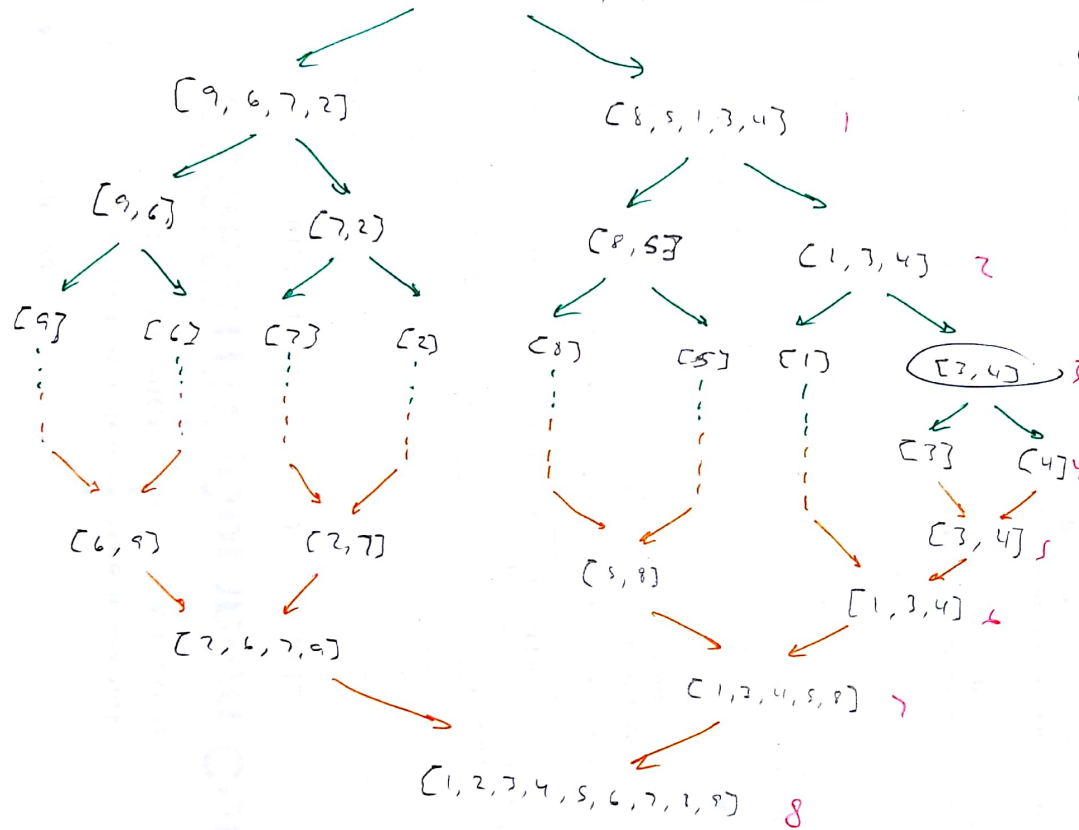 [9, 6, 7, 2]
[8, 5, 1, 3, 4] 1
[9, 6]
[7, 2]
[8, 5]
[1, 3, 4] 2
[9]
[6]
[7]
[2]
[8]
[5]
[1]
[3, 4] 3
[3]
[4] 4
[6, 9]
[2, 7]
[5, 8]
[3, 4] 5
[2, 6, 7, 9]
[1, 3, 4] 6
[1, 3, 4, 5, 8] 7
[1, 2, 3, 4, 5, 6, 7, 8, 9] 8